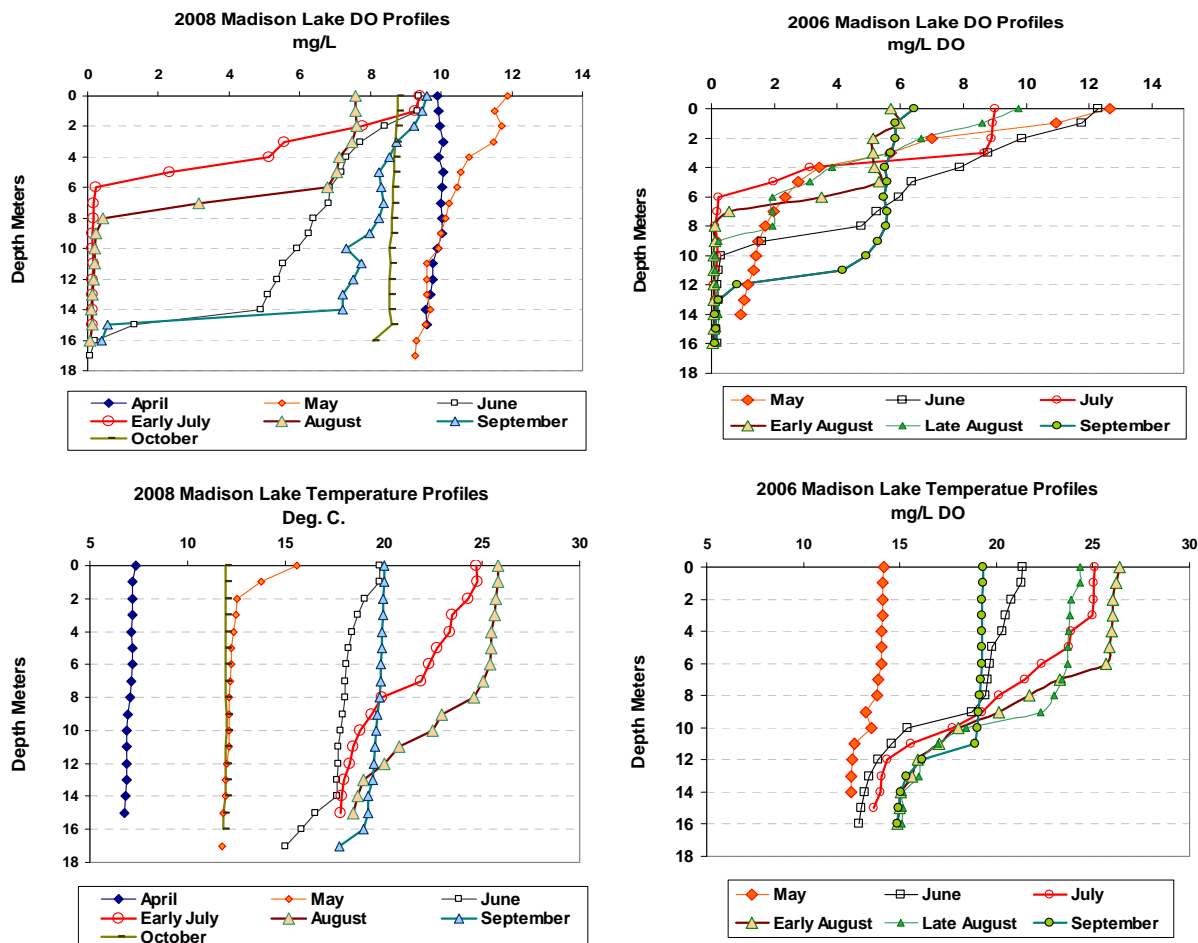 2008 Madison Lake DO Profiles
mg/L
0 2 4 6 8 10 12 14
0
2
4
6
8
10
12
14
16
18
Depth Meters
April May June
Early July August September
October
2006 Madison Lake DO Profiles
mg/L DO
0 2 4 6 8 10 12 14
0
2
4
6
8
10
12
14
16
18
Depth Meters
May June July
Early August Late August September
2008 Madison Lake Temperature Profiles
Deg. C.
5 10 15 20 25 30
0
2
4
6
8
10
12
14
16
18
Depth Meters
April May June
Early July August September
October
2006 Madison Lake Temperatue Profiles
mg/L DO
5 10 15 20 25 30
0
2
4
6
8
10
12
14
16
18
Depth Meters
May June July
Early August Late August September